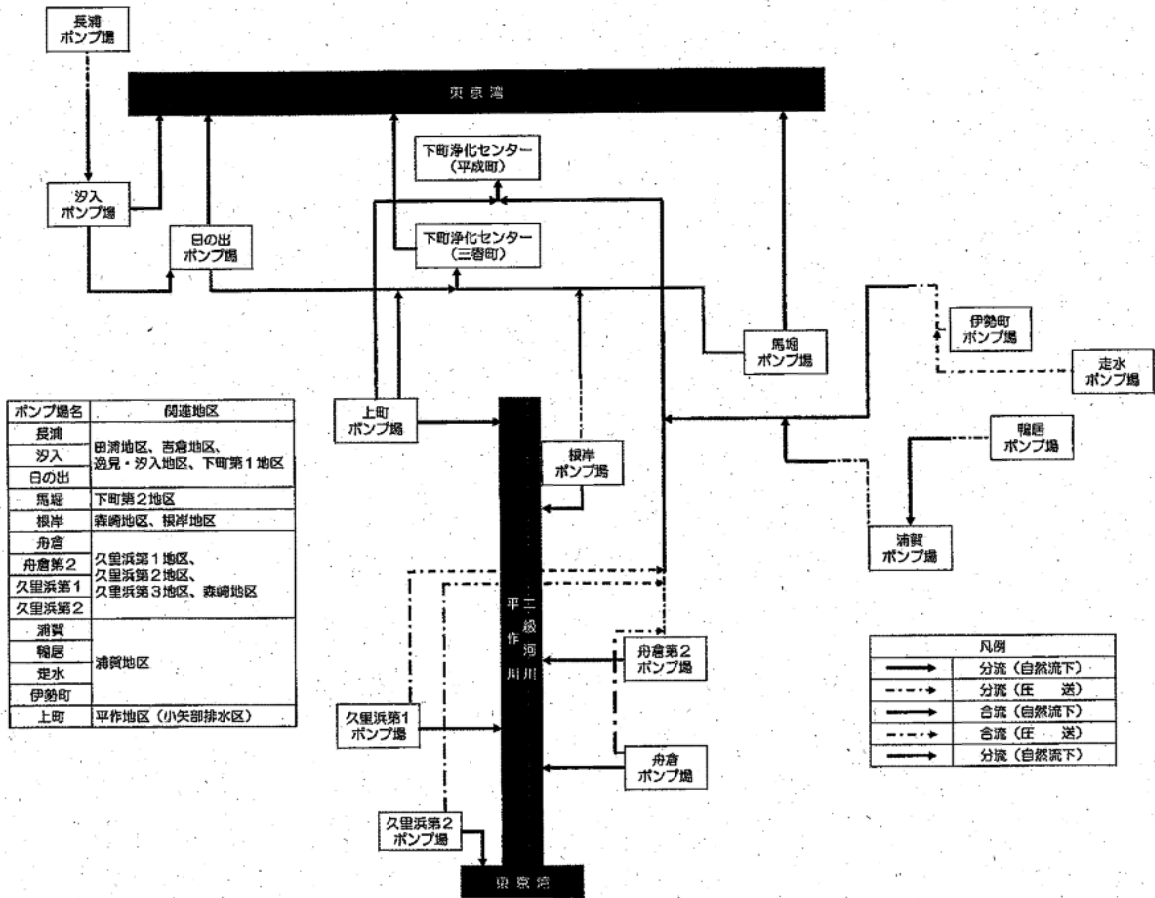 長浦
ポンプ場
東京湾
下町浄化センター
(平成町)
汐入
ポンプ場
日の出
ポンプ場
下町浄化センター
(三春町)
伊勢町
ポンプ場
馬堀
ポンプ場
走水
ポンプ場
上町
ポンプ場
鴨居
ポンプ場
根岸
ポンプ場
浦賀
ポンプ場
ポンプ場名 関連地区
長浦
汐入
日の出
田浦地区、吉倉地区、
逸見・汐入地区、下町第1地区
馬堀 下町第2地区
根岸 森崎地区、根岸地区
舟倉
舟倉第2
久里浜第1
久里浜第2
久里浜第1地区、
久里浜第2地区、
久里浜第3地区、森崎地区
浦賀
鴨居
走水
伊勢町
浦賀地区
上町 平作地区(小矢部排水区)
二級河川
平作川
舟倉第2
ポンプ場
久里浜第1
ポンプ場
舟倉
ポンプ場
久里浜第2
ポンプ場
東京湾
凡例
分流(自然流下)
分流(圧 送)
合流(自然流下)
合流(圧 送)
分流(自然流下)